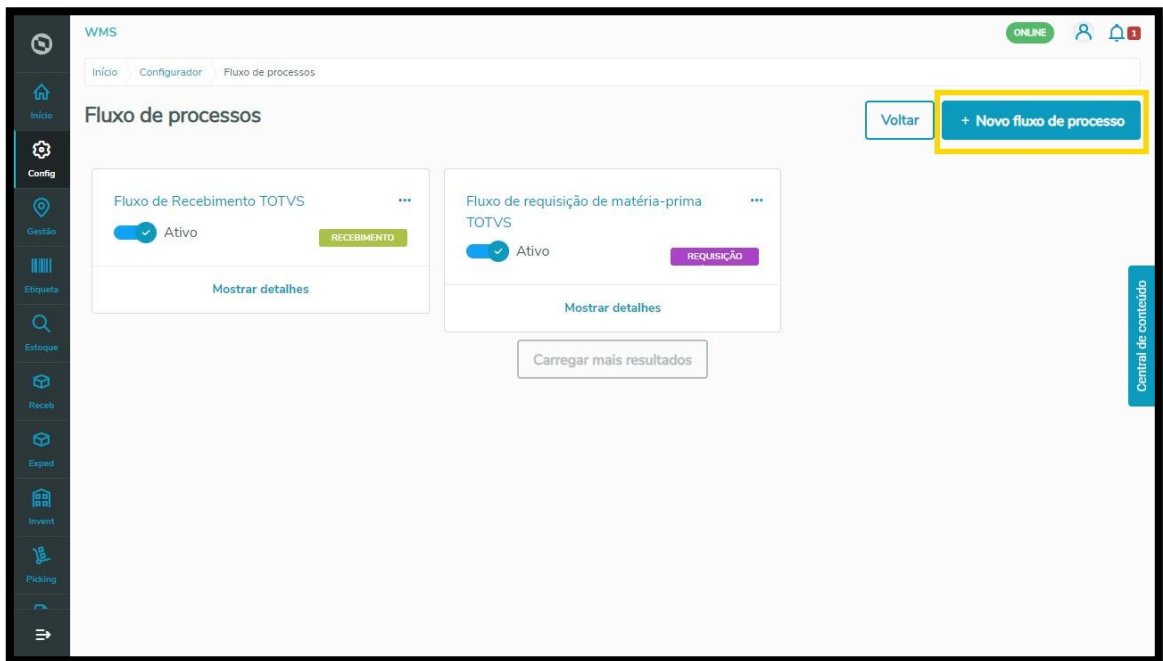 WMS
ONLINE
1
Início
Configurador
Fluxo de processos
Fluxo de processos
Voltar
+ Novo fluxo de processo
Início
Config
Gestão
Etiqueta
Estoque
Receb
Exped
Invent
Picking
Fluxo de Recebimento TOTVS
...
Ativo
RECEBIMENTO
Mostrar detalhes
Fluxo de requisição de matéria-prima
TOTVS
...
Ativo
REQUISIÇÃO
Mostrar detalhes
Carregar mais resultados
Central de conteúdo